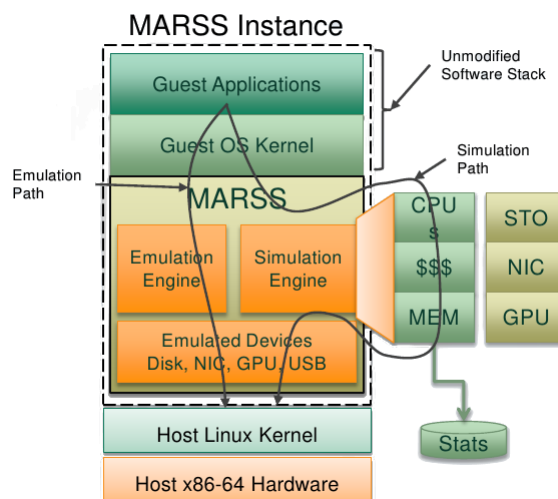 MARSS Instance
Unmodified
Software Stack
Guest Applications
Guest OS Kernel
Emulation
Path
Simulation
Path
MARSS
Emulation
Engine
Simulation
Engine
Emulated Devices
Disk, NIC, GPU, USB
CPU
s
$$$
MEM
STO
NIC
GPU
Host Linux Kernel
Host x86-64 Hardware
Stats